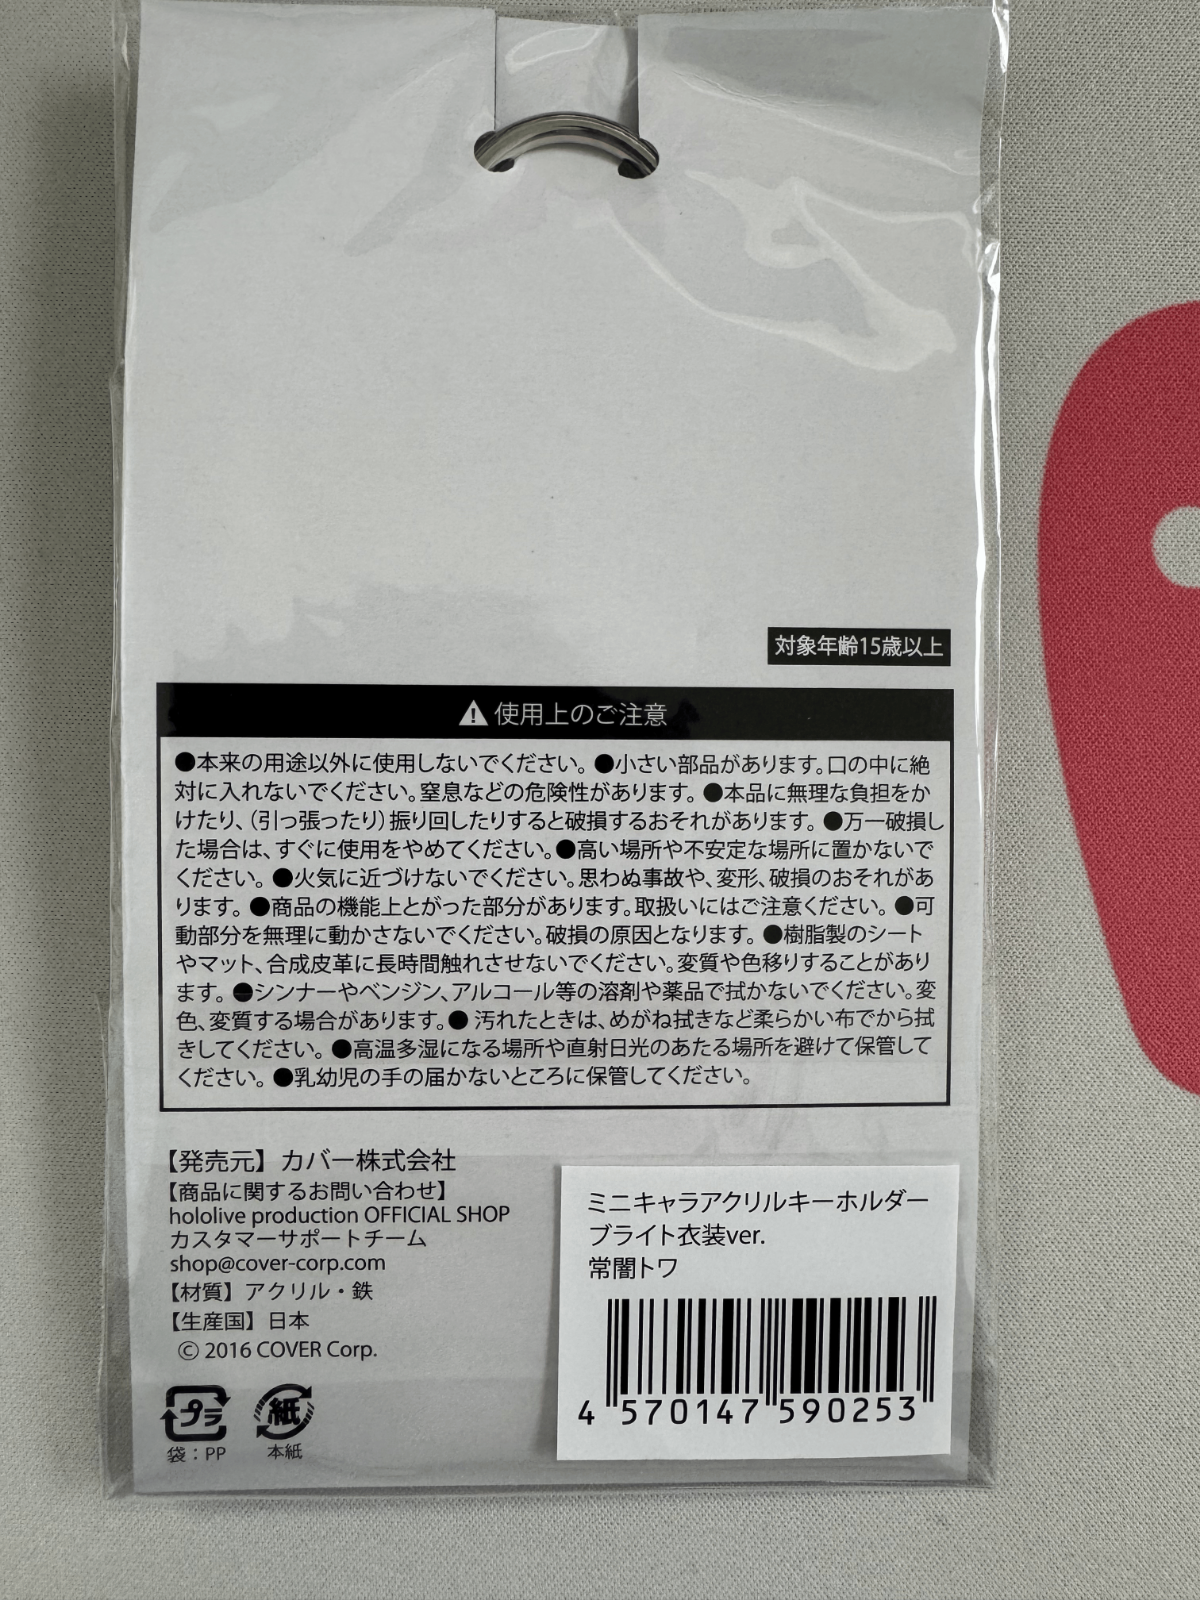 対象年齢15歳以上
使用上のご注意
●本来の用途以外に使用しないでください。●小さい部品があります。口の中に絶
対に入れないでください。窒息などの危険性があります。●本品に無理な負担をか
けたり、(引っ張ったり)振り回したりすると破損するおそれがあります。●万一破損し
た場合は、すぐに使用をやめてください。●高い場所や不安定な場所に置かないで
ください。●火気に近づけないでください。思わぬ事故や、変形、破損のおそれがあ
ります。●商品の機能上とがった部分があります。取扱いにはご注意ください。●可
動部分を無理に動かさないでください。破損の原因となります。●樹脂製のシート
やマット、合成皮革に長時間触れさせないでください。変質や色移りすることがあり
ます。●シンナーやベンジン、アルコール等の溶剤や薬品で拭かないでください。変
色、変質する場合があります。● 汚れたときは、めがね拭きなど柔らかい布でから拭
きしてください。●高温多湿になる場所や直射日光のあたる場所を避けて保管して
ください。●乳幼児の手の届かないところに保管してください。
【発売元】カバー株式会社
【商品に関するお問い合わせ】
hololive production OFFICIAL SHOP
カスタマーサポートチーム
shop@cover-corp.com
【材質】アクリル・鉄
【生産国】日本
© 2016 COVER Corp.
プラ
紙
袋：PP
本紙
ミニキャラアクリルキーホルダー
ブライト衣装ver.
常闇トワ
4 570147 590253